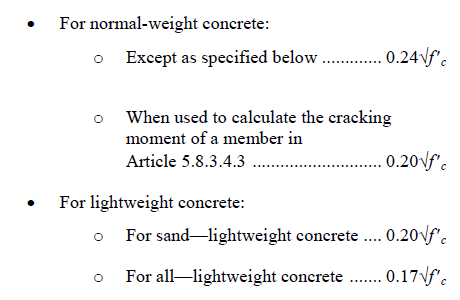 • For normal-weight concrete:
o Except as specified below ............. 0.24√f'c
o When used to calculate the cracking
moment of a member in
Article 5.8.3.4.3 ........................... 0.20√f'c
• For lightweight concrete:
o For sand—lightweight concrete .... 0.20√f'c
o For all—lightweight concrete ....... 0.17√f'c